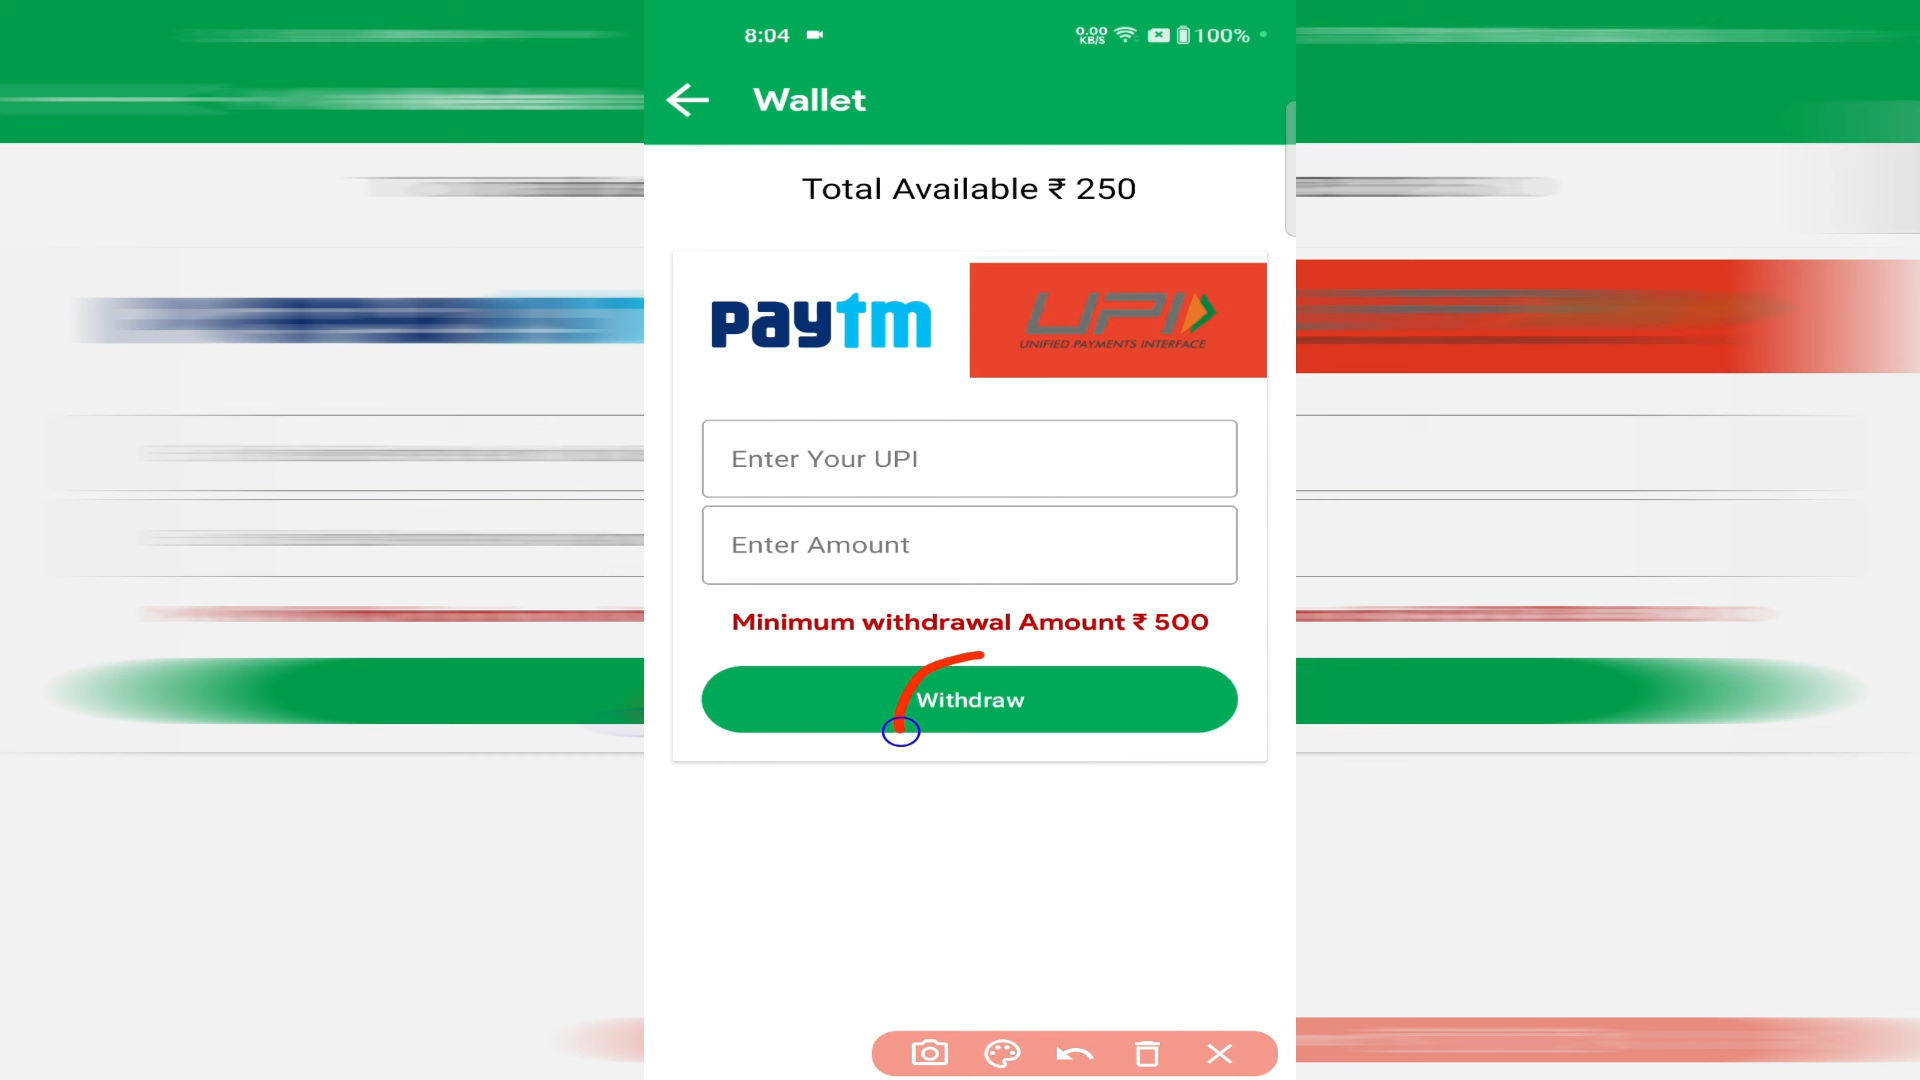 8:04 0.00 KB/S 100%
Wallet
Total Available ₹ 250
paytm UPI
UNIFIED PAYMENTS INTERFACE
Enter Your UPI
Enter Amount
Minimum withdrawal Amount ₹ 500
Withdraw